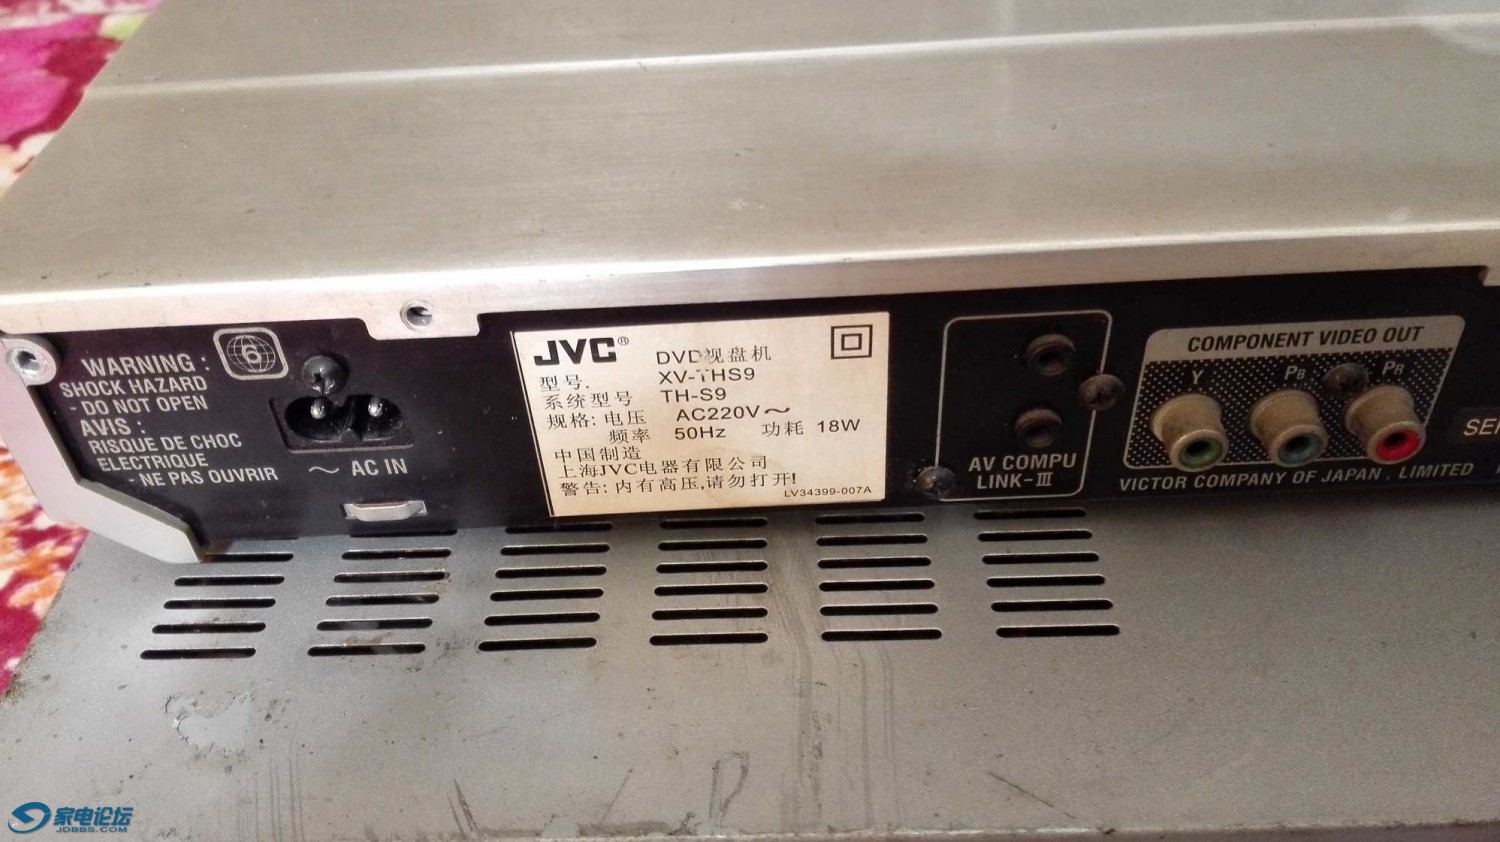 WARNING :
SHOCK HAZARD
- DO NOT OPEN
AVIS :
RISQUE DE CHOC
ELECTRIQUE
- NE PAS OUVRIR
6
~ AC IN
JVC®
DVD视盘机
型号. XV-THS9
系统型号 TH-S9
规格: 电压 AC220V～
频率 50Hz 功耗 18W
中国制造
上海JVC电器有限公司
警告: 内有高压,请勿打开!
LV34399-007A
AV COMPU
LINK-III
COMPONENT VIDEO OUT
Y PB PR
VICTOR COMPANY OF JAPAN , LIMITED
家电论坛
JDBBS.COM